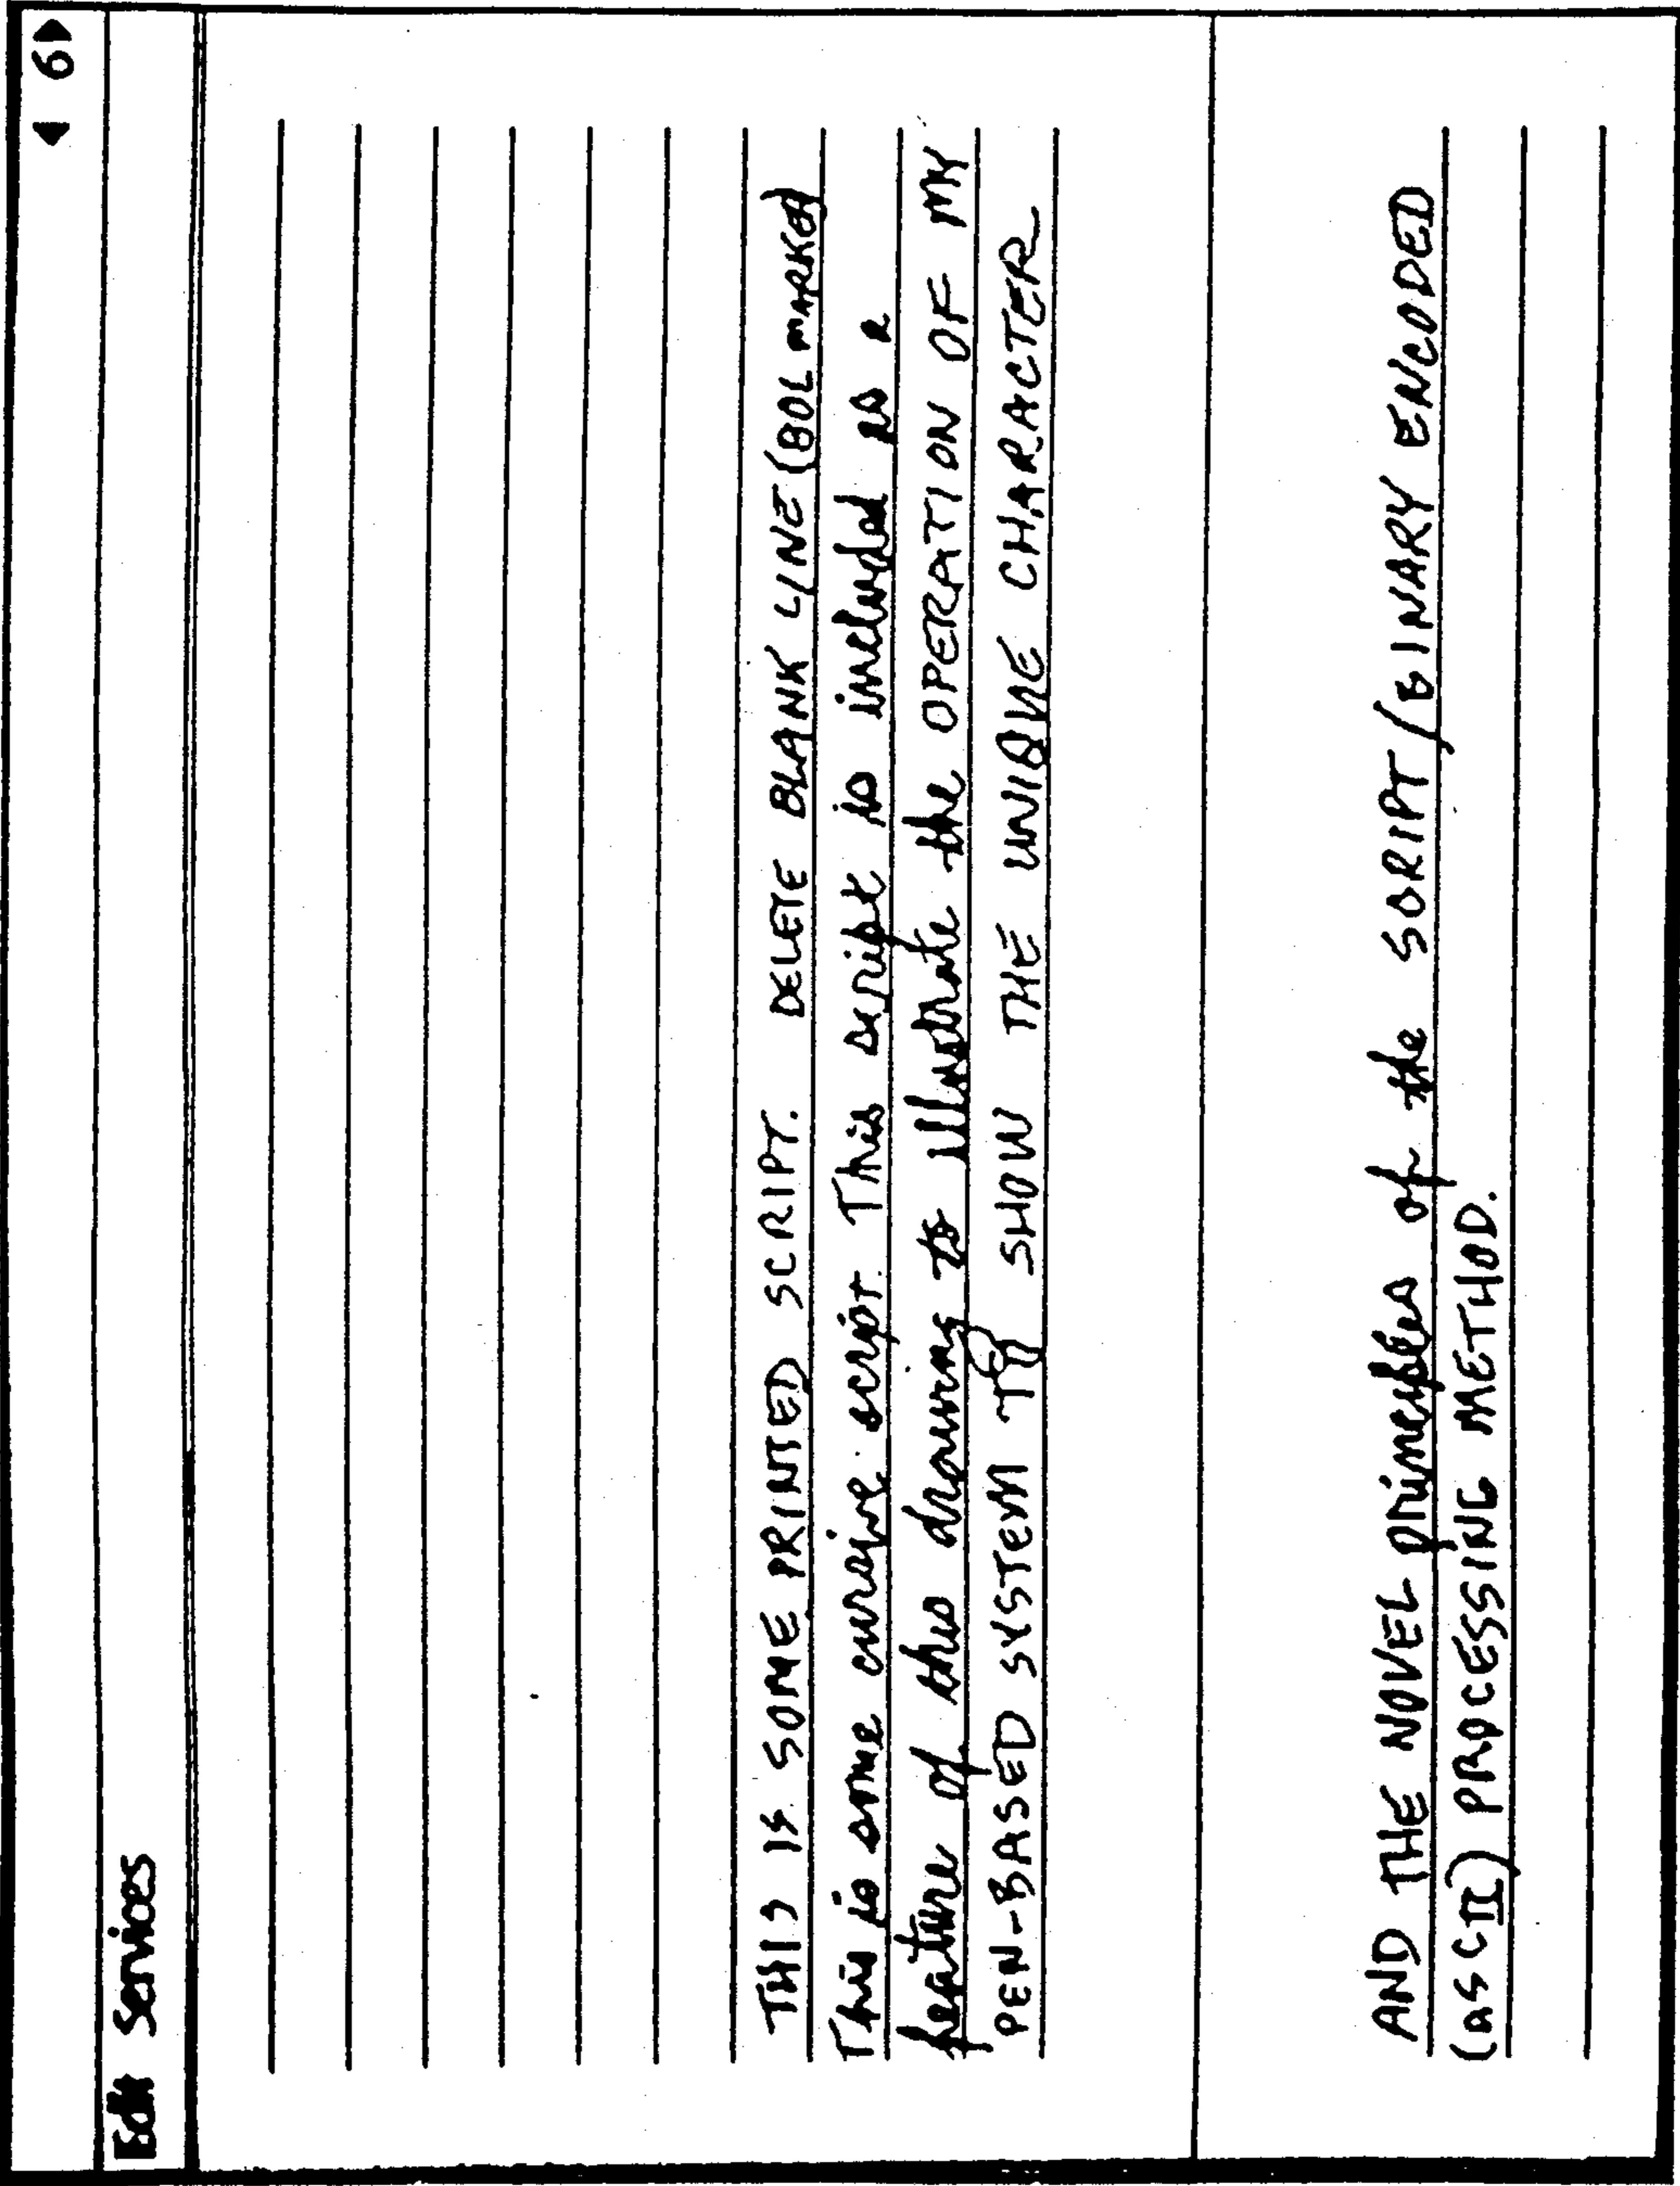 ◀ 6▶
Edit Services
THIS IS SOME PRINTED SCRIPT. DELETE BLANK LINE (BOL MARKED)
This is some cursive script. This script is included as a
feature of this drawing to illustrate the OPERATION OF MY
PEN-BASED SYSTEM TO SHOW THE UNIQUE CHARACTER
AND THE NOVEL principles of the SCRIPT/BINARY ENCODED
(ASCII) PROCESSING METHOD.